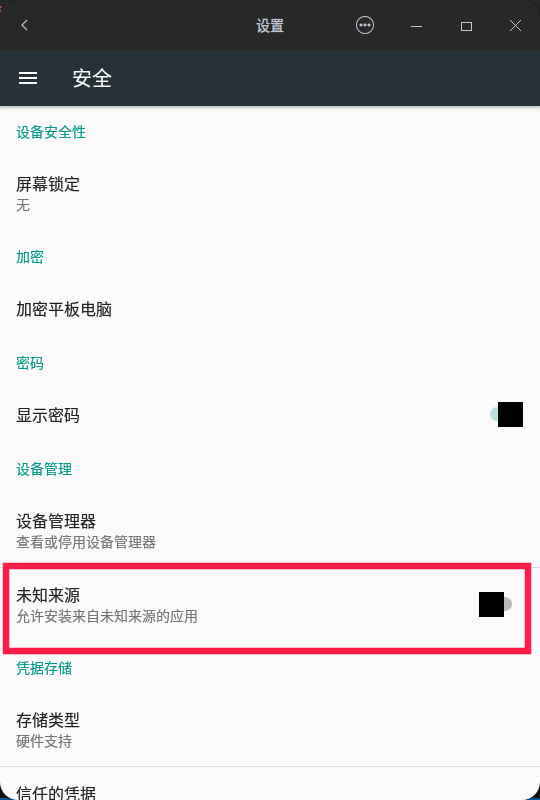 设置
安全
设备安全性
屏幕锁定
无
加密
加密平板电脑
密码
显示密码
设备管理
设备管理器
查看或停用设备管理器
未知来源
允许安装来自未知来源的应用
凭据存储
存储类型
硬件支持
信任的凭据